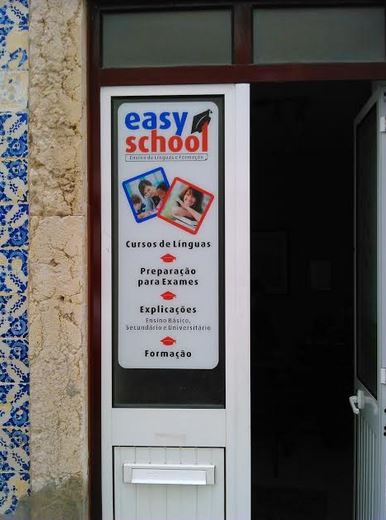 easy
school
Ensino de Línguas e Formação
Cursos de Línguas
Preparação
para Exames
Explicações
Ensino Básico,
Secundário e Universitário
Formação